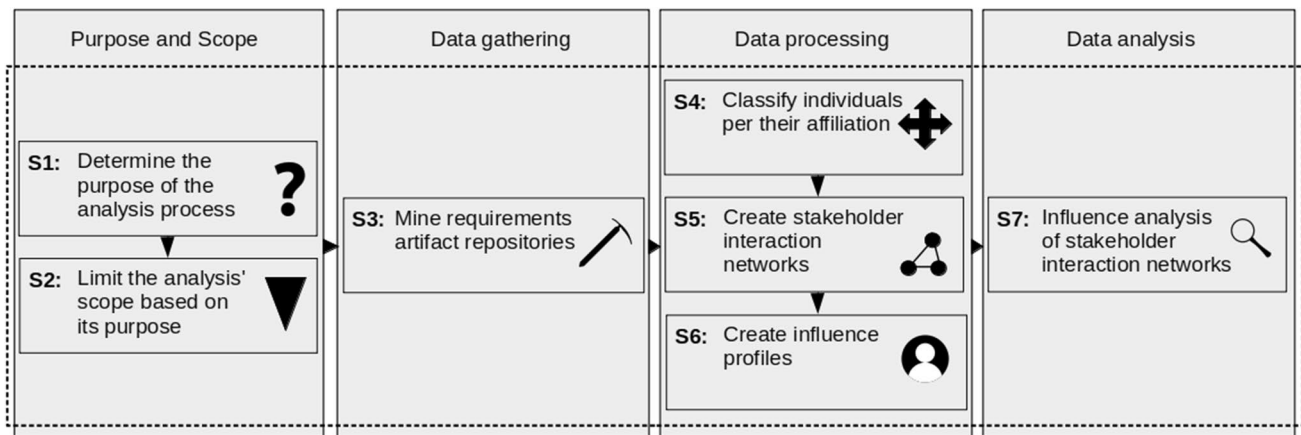 Purpose and Scope
Data gathering
Data processing
Data analysis
S1: Determine the
purpose of the
analysis process
?
S2: Limit the analysis'
scope based on
its purpose
S3: Mine requirements
artifact repositories
S4: Classify individuals
per their affiliation
S5: Create stakeholder
interaction
networks
S6: Create influence
profiles
S7: Influence analysis
of stakeholder
interaction networks